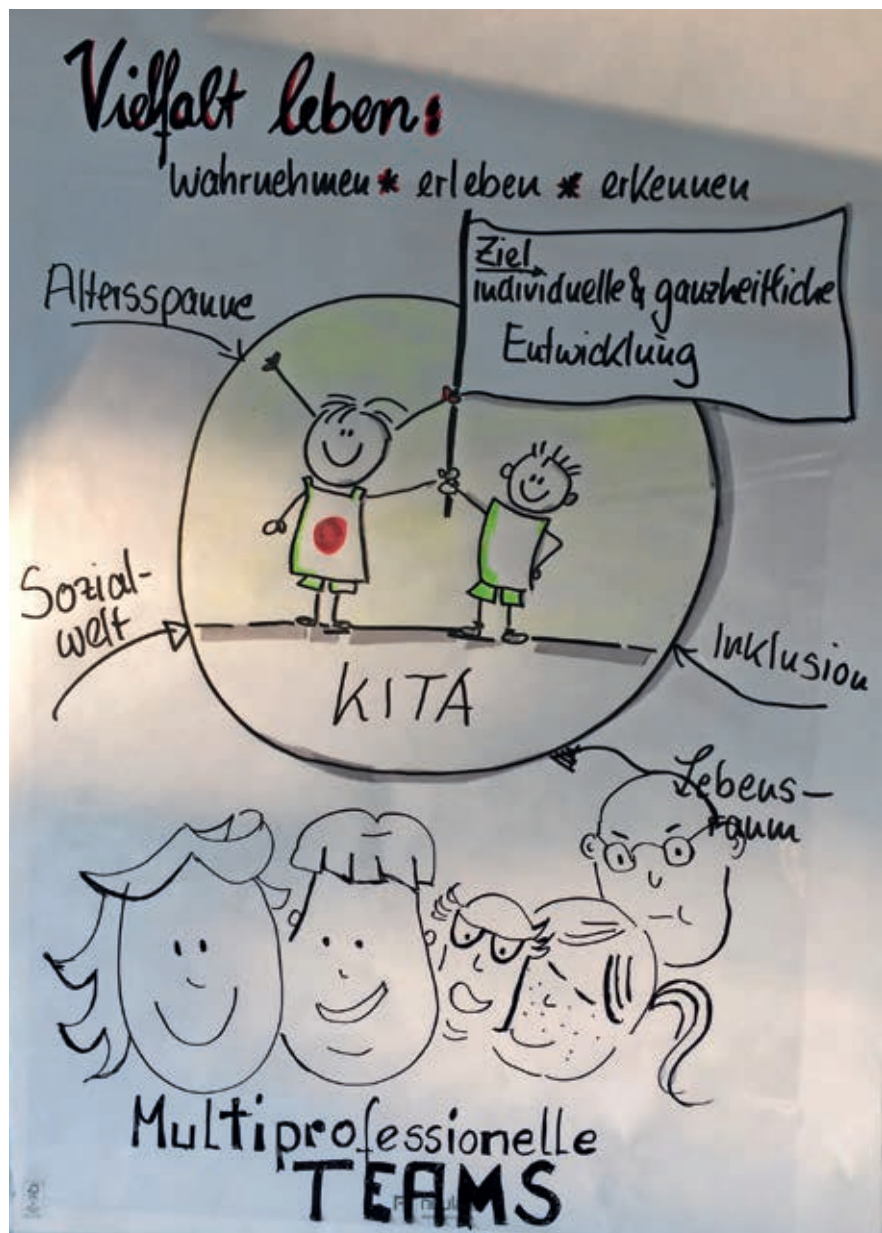 Vielfalt leben:
wahrnehmen * erleben * erkennen
Ziel
individuelle & ganzheitliche
Entwicklung
Altersspanne
Sozial-
welt
Inklusion
KITA
Lebens-
raum
Multiprofessionelle
TEAMS